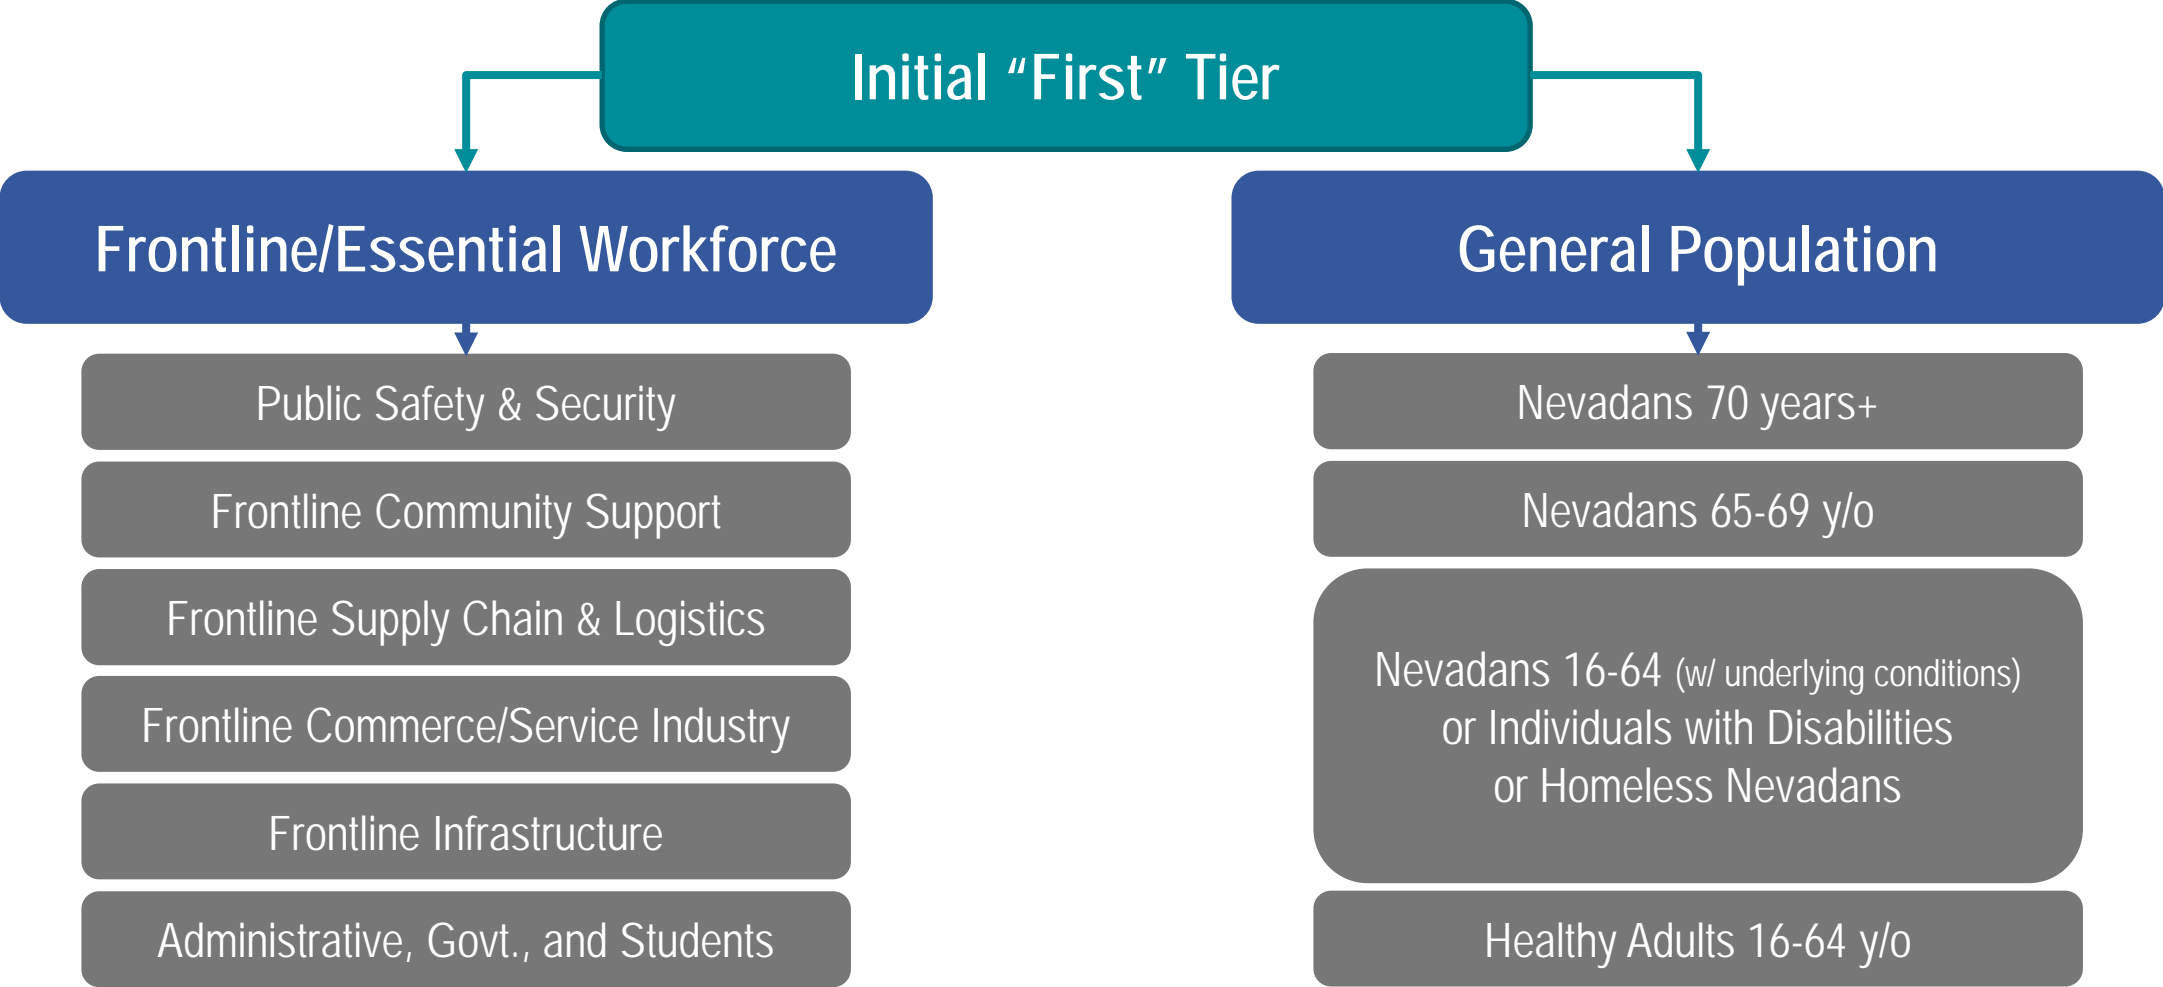 Initial “First” Tier
Frontline/Essential Workforce
Public Safety & Security
Frontline Community Support
Frontline Supply Chain & Logistics
Frontline Commerce/Service Industry
Frontline Infrastructure
Administrative, Govt., and Students
General Population
Nevadans 70 years+
Nevadans 65-69 y/o
Nevadans 16-64 (w/ underlying conditions)
or Individuals with Disabilities
or Homeless Nevadans
Healthy Adults 16-64 y/o